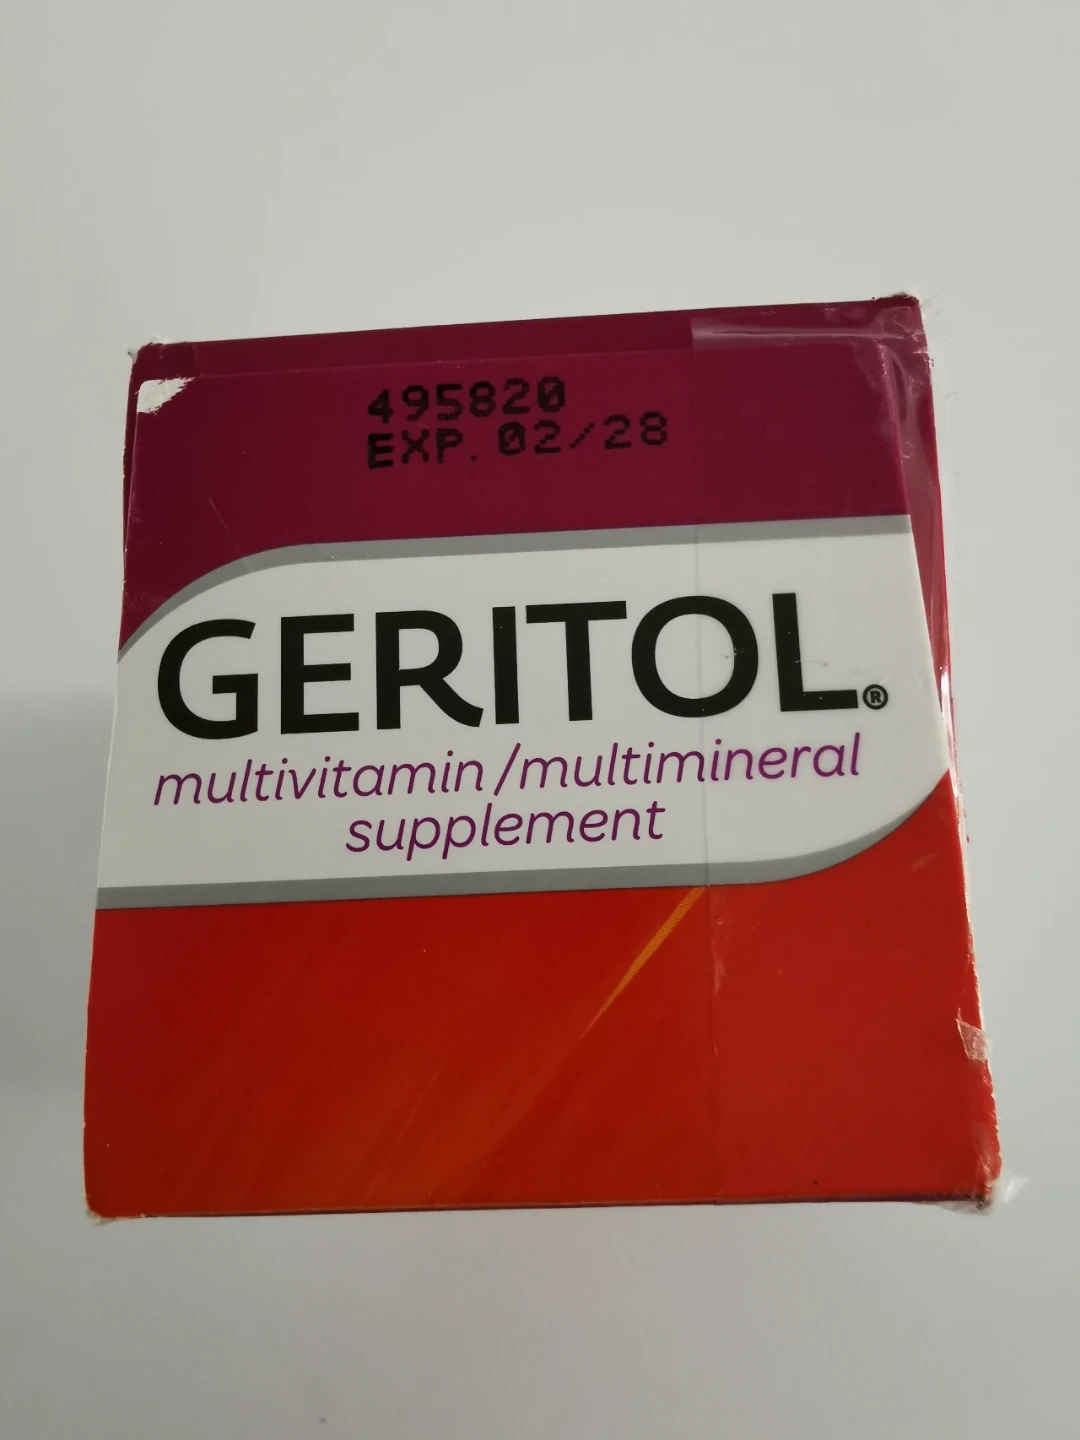 495820
EXP. 02/28
GERITOL®
multivitamin/multimineral
supplement